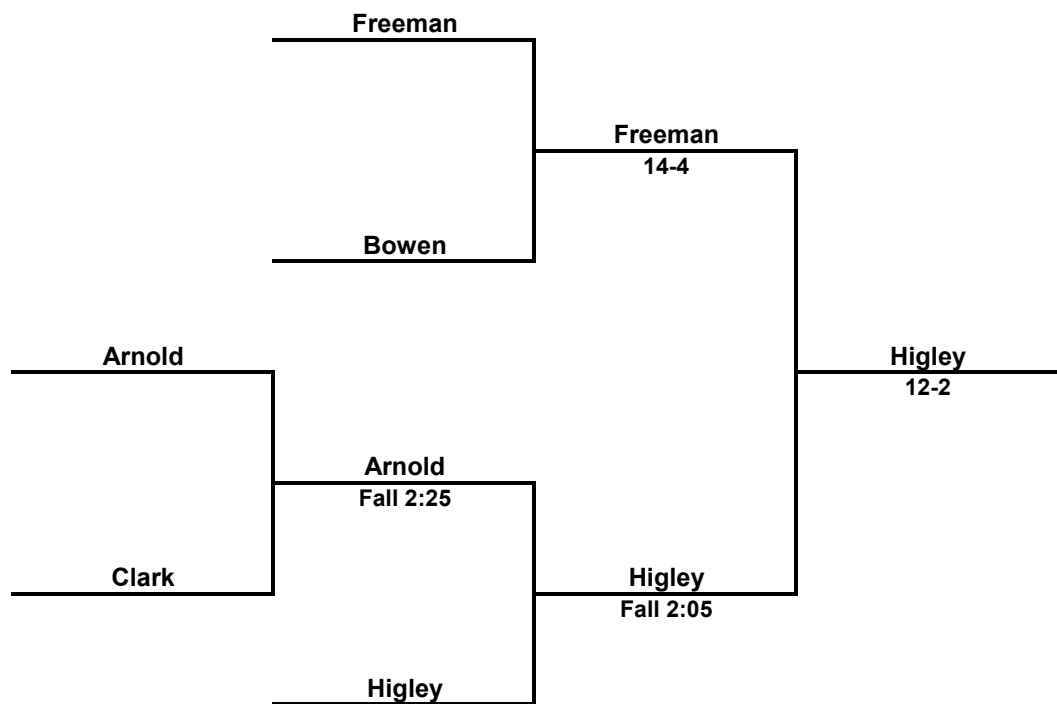 Freeman
Freeman
14-4
Bowen
Arnold
Higley
12-2
Arnold
Fall 2:25
Clark
Higley
Fall 2:05
Higley